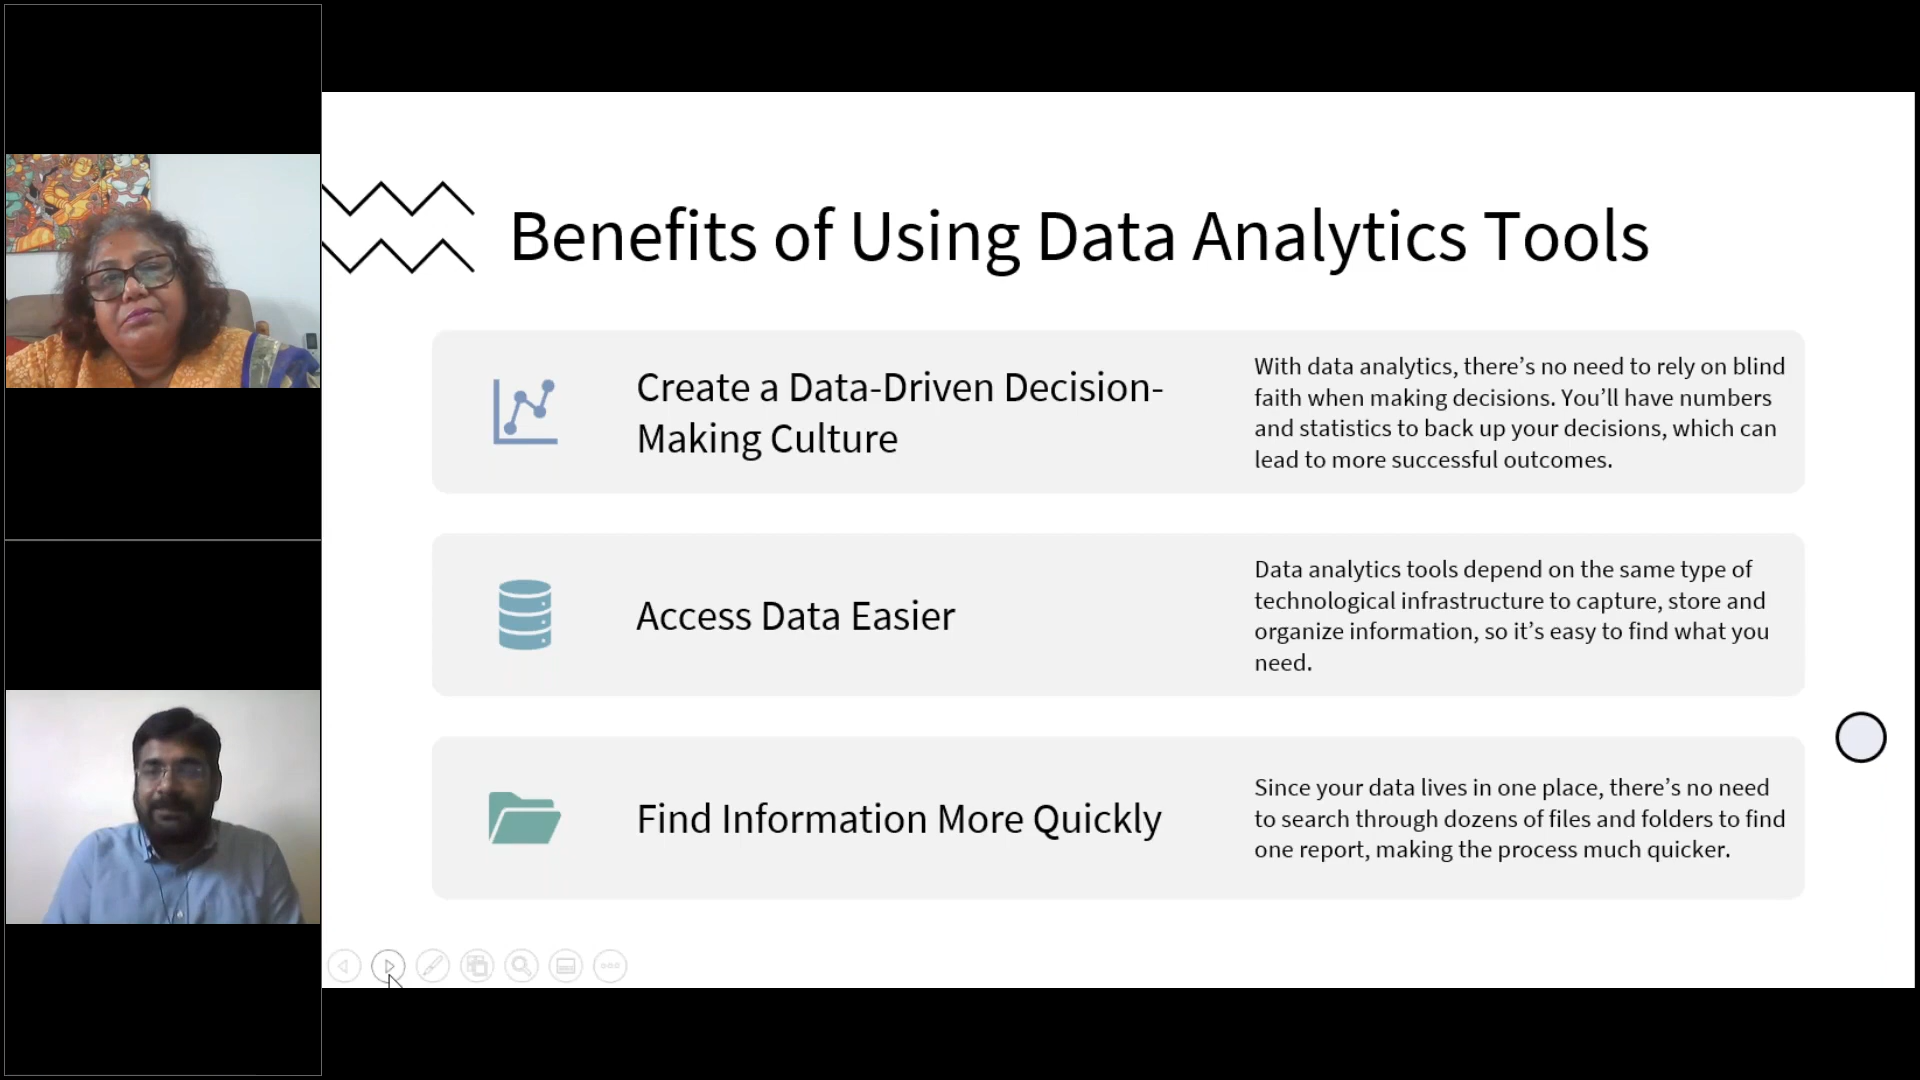 Benefits of Using Data Analytics Tools
Create a Data-Driven Decision-
Making Culture
With data analytics, there’s no need to rely on blind
faith when making decisions. You’ll have numbers
and statistics to back up your decisions, which can
lead to more successful outcomes.
Access Data Easier
Data analytics tools depend on the same type of
technological infrastructure to capture, store and
organize information, so it’s easy to find what you
need.
Find Information More Quickly
Since your data lives in one place, there’s no need
to search through dozens of files and folders to find
one report, making the process much quicker.